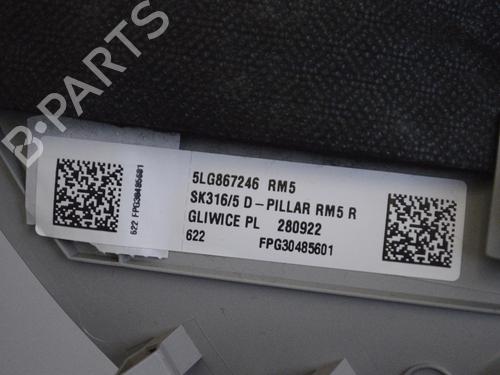 B-PARTS
5LG867246 RM5
SK316/5 D-PILLAR RM5 R
GLIWICE PL 280922
622 FPG30485601
622 FPG30485601